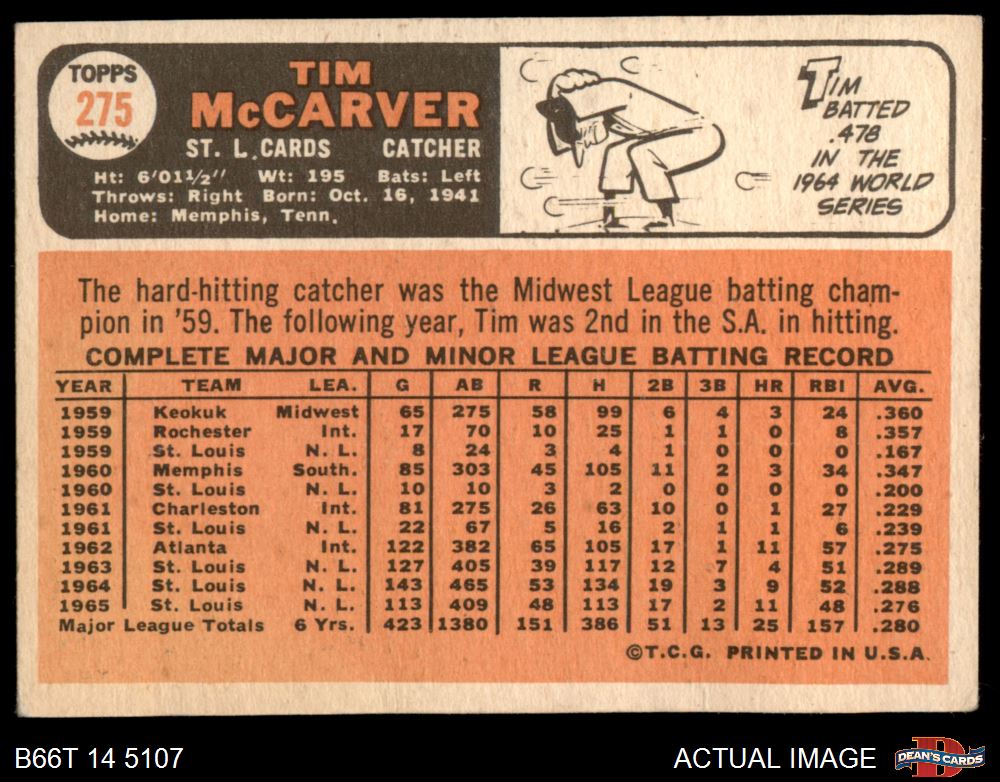 TOPPS
275
TIM
McCARVER
ST. L. CARDS CATCHER
Ht: 6'01½" Wt: 195 Bats: Left
Throws: Right Born: Oct. 16, 1941
Home: Memphis, Tenn.
TIM
BATTED
.478
IN THE
1964 WORLD
SERIES
The hard-hitting catcher was the Midwest League batting cham-
pion in '59. The following year, Tim was 2nd in the S.A. in hitting.
COMPLETE MAJOR AND MINOR LEAGUE BATTING RECORD
YEAR TEAM LEA. G AB R H 2B 3B HR RBI AVG.
1959 Keokuk Midwest 65 275 58 99 6 4 3 24 .360
1959 Rochester Int. 17 70 10 25 1 1 0 8 .357
1959 St. Louis N. L. 8 24 3 4 1 0 0 0 .167
1960 Memphis South. 85 303 45 105 11 2 3 34 .347
1960 St. Louis N. L. 10 10 3 2 0 0 0 0 .200
1961 Charleston Int. 81 275 26 63 10 0 1 27 .229
1961 St. Louis N. L. 22 67 5 16 2 1 1 6 .239
1962 Atlanta Int. 122 382 65 105 17 1 11 57 .275
1963 St. Louis N. L. 127 405 39 117 12 7 4 51 .289
1964 St. Louis N. L. 143 465 53 134 19 3 9 52 .288
1965 St. Louis N. L. 113 409 48 113 17 2 11 48 .276
Major League Totals 6 Yrs. 423 1380 151 386 51 13 25 157 .280
©T.C.G. PRINTED IN U.S.A.
B66T 14 5107
ACTUAL IMAGE
D
DEAN'S CARDS